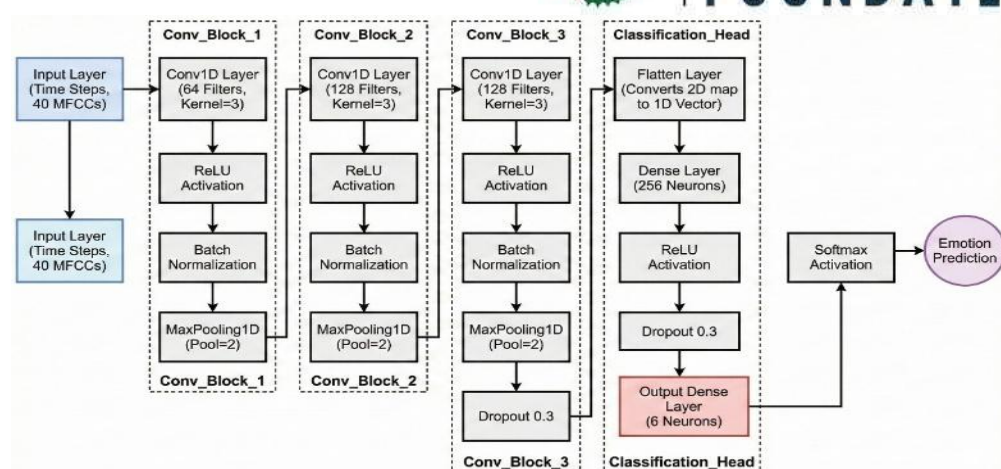 Conv_Block_1
Conv_Block_2
Conv_Block_3
Classification_Head
Input Layer
(Time Steps,
40 MFCCs)
Input Layer
(Time Steps,
40 MFCCs)
Conv1D Layer
(64 Filters,
Kernel=3)
ReLU
Activation
Batch
Normalization
MaxPooling1D
(Pool=2)
Conv_Block_1
Conv1D Layer
(128 Filters,
Kernel=3)
ReLU
Activation
Batch
Normalization
MaxPooling1D
(Pool=2)
Conv_Block_2
Conv1D Layer
(128 Filters,
Kernel=3)
ReLU
Activation
Batch
Normalization
MaxPooling1D
(Pool=2)
Dropout 0.3
Conv_Block_3
Flatten Layer
(Converts 2D map
to 1D Vector)
Dense Layer
(256 Neurons)
ReLU
Activation
Dropout 0.3
Output Dense
Layer
(6 Neurons)
Classification_Head
Softmax
Activation
Emotion
Prediction